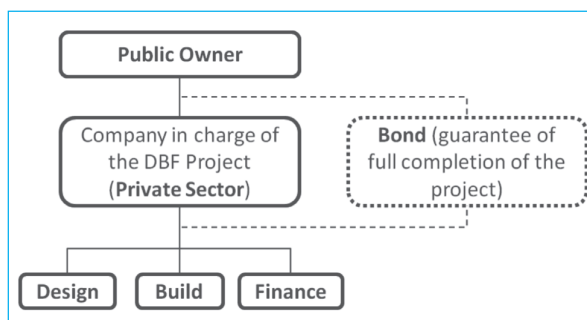 Public Owner
Company in charge of
the DBF Project
(Private Sector)
Bond (guarantee of
full completion of the
project)
Design
Build
Finance